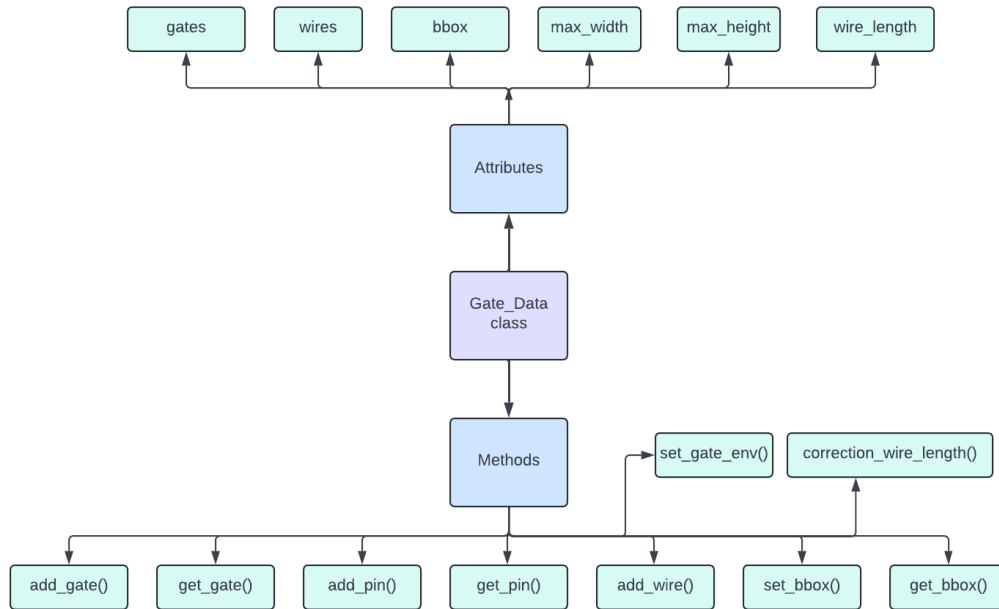 gates
wires
bbox
max_width
max_height
wire_length
Attributes
Gate_Data
class
Methods
set_gate_env()
correction_wire_length()
add_gate()
get_gate()
add_pin()
get_pin()
add_wire()
set_bbox()
get_bbox()